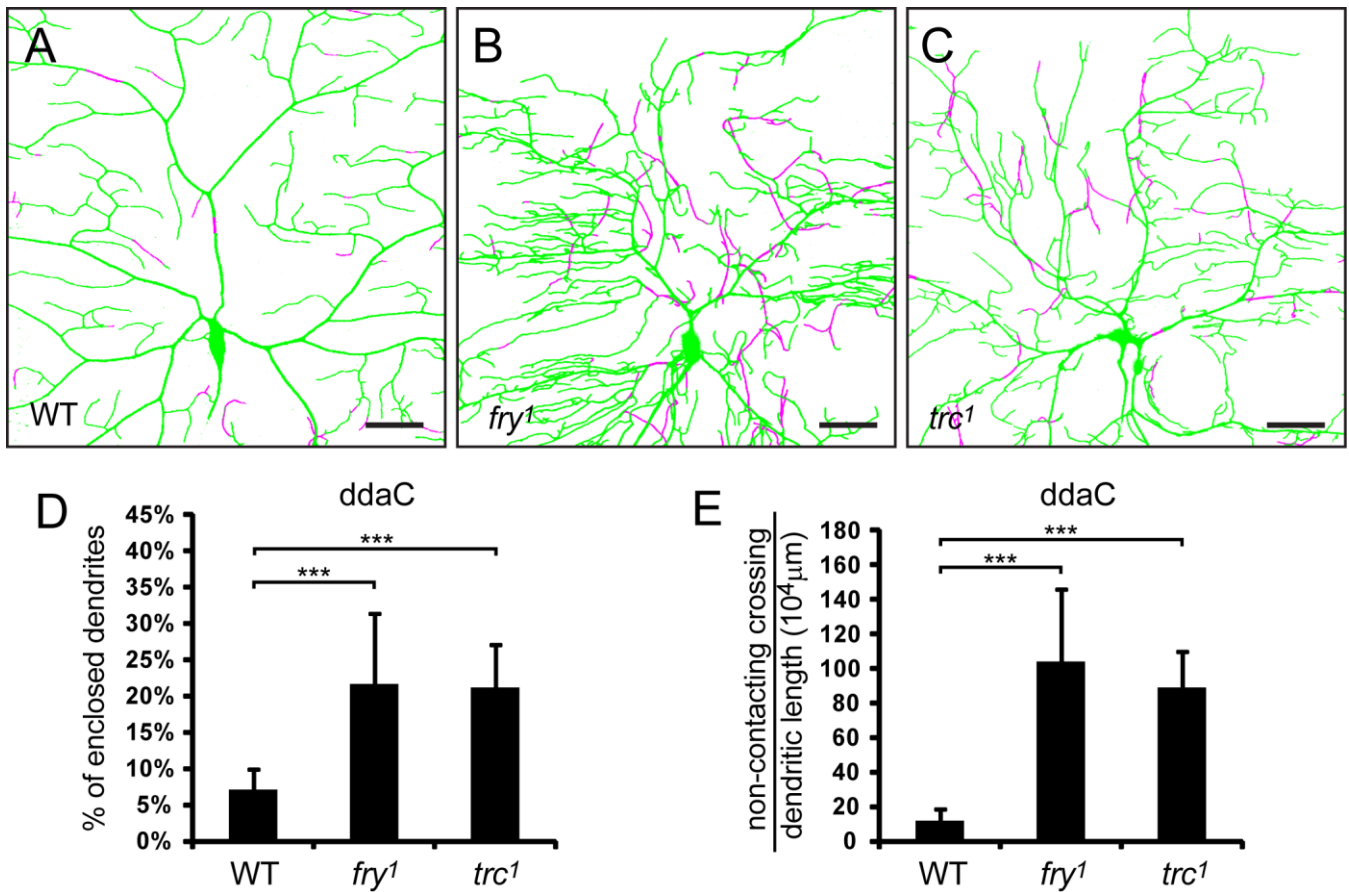 A
WT
B
fry1
C
trc1
D
ddaC
% of enclosed dendrites
45%
40%
35%
30%
25%
20%
15%
10%
5%
0%
***
***
WT
fry1
trc1
E
ddaC
non-contacting crossing
dendritic length (10⁴μm)
180
160
140
120
100
80
60
40
20
0
***
***
WT
fry1
trc1